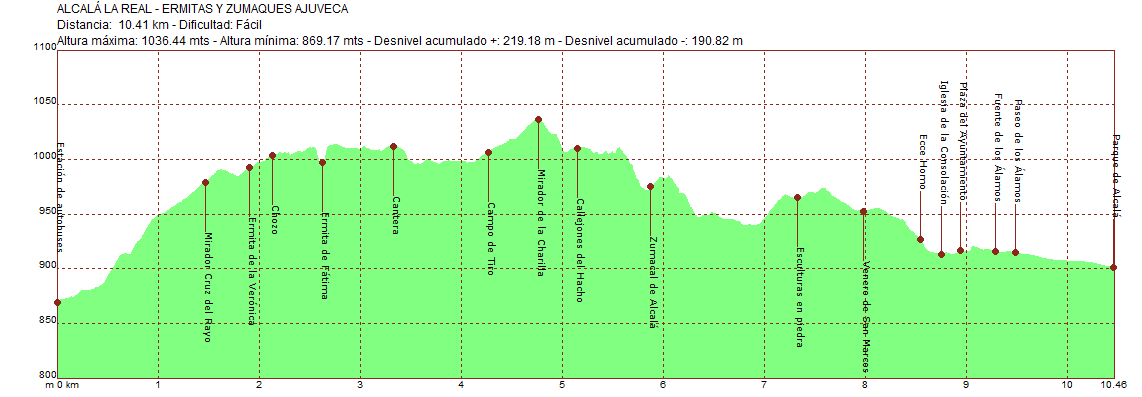 ALCALÁ LA REAL - ERMITAS Y ZUMAQUES AJUVECA
Distancia: 10.41 km - Dificultad: Fácil
Altura máxima: 1036.44 mts - Altura mínima: 869.17 mts - Desnivel acumulado +: 219.18 m - Desnivel acumulado -: 190.82 m
1100
1050
1000
950
900
850
800
Estación de autobuses
Mirador Cruz del Rayo
Ermita de la Verónica
Chozo
Ermita de Fátima
Cantera
Campo de Tiro
Mirador de la Charilla
Callejones del Hacho
Zumacal de Alcalá
Esculturas en piedra
Venero de San Marcos
Ecce Homo
Iglesia de la Consolación
Plaza del Ayuntamiento
Fuente de los Álamos
Paseo de los Álamos
Parque de Alcalá
m 0 km 1 2 3 4 5 6 7 8 9 10 10.46